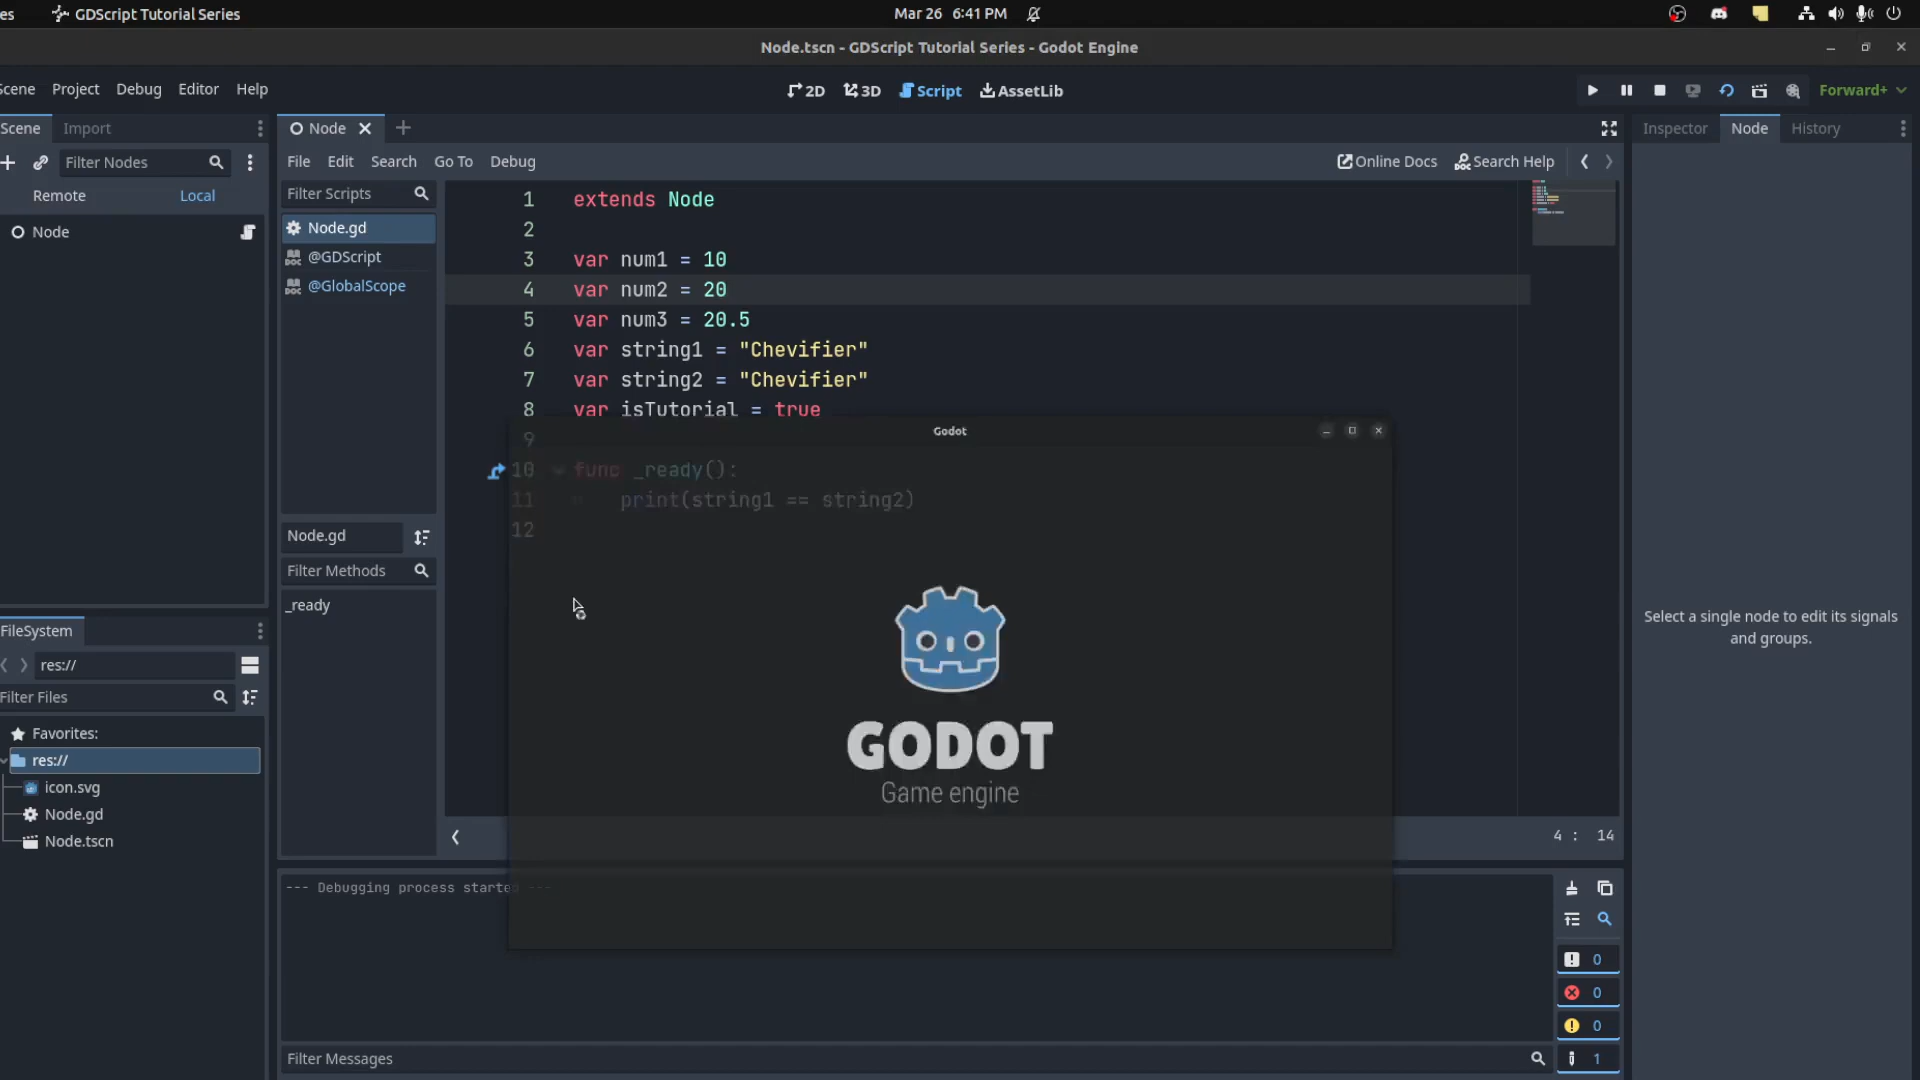 es GDScript Tutorial Series Mar 26 6:41 PM
Node.tscn - GDScript Tutorial Series - Godot Engine
Scene Project Debug Editor Help 2D 3D Script AssetLib Forward+
Scene Import
Node
Inspector Node History
Filter Nodes
File Edit Search Go To Debug
Online Docs Search Help
Remote Local
Filter Scripts
Node
Node.gd
@GDScript
@GlobalScope
1 extends Node
2
3 var num1 = 10
4 var num2 = 20
5 var num3 = 20.5
6 var string1 = "Chevifier"
7 var string2 = "Chevifier"
8 var isTutorial = true
9
10 func _ready():
11 print(string1 == string2)
12
Godot
GODOT
Game engine
Node.gd
Filter Methods
_ready
Select a single node to edit its signals
and groups.
FileSystem
res://
Filter Files
Favorites:
res://
icon.svg
Node.gd
Node.tscn
4 : 14
--- Debugging process started ---
0
0
0
1
Filter Messages